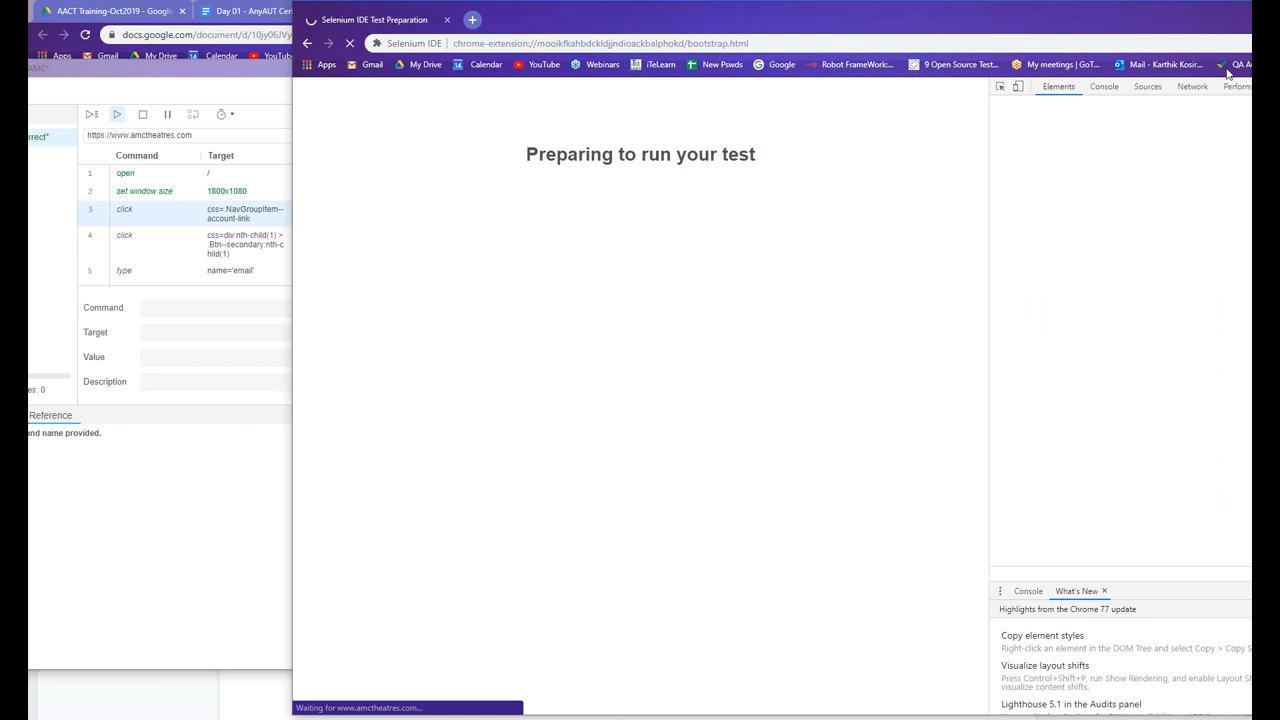 AACT Training-Oct2019 - Google
Day 01 - AnyAUT Cen
docs.google.com/document/d/10jy06JVy
Apps Gmail My Drive Calendar YouTube
rrect*
https://www.amctheatres.com
Command Target
1 open /
2 set window size 1800x1080
3 click css=.NavGroupItem--
account-link
4 click css=div:nth-child(1) >
.Btn--secondary:nth-c
hild(1)
5 type name='email'
Command
Target
Value
Description
es: 0
Reference
and name provided.
Selenium IDE Test Preparation
Selenium IDE chrome-extension://mooikfkahbdckldjjndioackbalphokd/bootstrap.html
Apps Gmail My Drive Calendar YouTube Webinars iTeLearn New Pswds Google Robot FrameWork:... 9 Open Source Test... My meetings | GoT... Mail - Karthik Kosir... QA A
Preparing to run your test
Elements Console Sources Network Perform
Console What's New
Highlights from the Chrome 77 update
Copy element styles
Right-click an element in the DOM Tree and select Copy > Copy S
Visualize layout shifts
Press Control+Shift+P, run Show Rendering, and enable Layout S
visualize content shifts.
Lighthouse 5.1 in the Audits panel
Waiting for www.amctheatres.com...